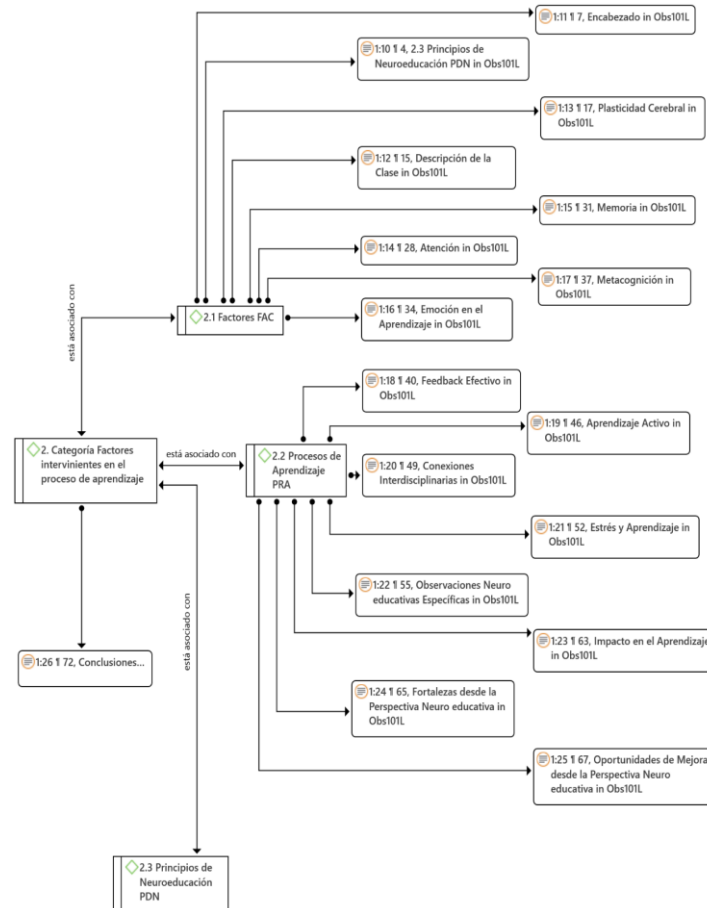 1:11 ¶ 7, Encabezado in Obs101L
1:10 ¶ 4, 2.3 Principios de
Neuroeducación PDN in Obs101L
1:13 ¶ 17, Plasticidad Cerebral in
Obs101L
1:12 ¶ 15, Descripción de la
Clase in Obs101L
1:15 ¶ 31, Memoria in Obs101L
1:14 ¶ 28, Atención in Obs101L
1:17 ¶ 37, Metacognición in
Obs101L
2.1 Factores FAC
1:16 ¶ 34, Emoción en el
Aprendizaje in Obs101L
está asociado con
1:18 ¶ 40, Feedback Efectivo in
Obs101L
1:19 ¶ 46, Aprendizaje Activo in
Obs101L
2. Categoría Factores
intervinientes en el
proceso de aprendizaje
está asociado con
2.2 Procesos de
Aprendizaje
PRA
1:20 ¶ 49, Conexiones
Interdisciplinarias in Obs101L
1:21 ¶ 52, Estrés y Aprendizaje in
Obs101L
1:22 ¶ 55, Observaciones Neuro
educativas Específicas in Obs101L
está asociado con
1:23 ¶ 63, Impacto en el Aprendizaje
in Obs101L
1:26 ¶ 72, Conclusiones...
1:24 ¶ 65, Fortalezas desde la
Perspectiva Neuro educativa in
Obs101L
1:25 ¶ 67, Oportunidades de Mejora
desde la Perspectiva Neuro
educativa in Obs101L
2.3 Principios de
Neuroeducación
PDN